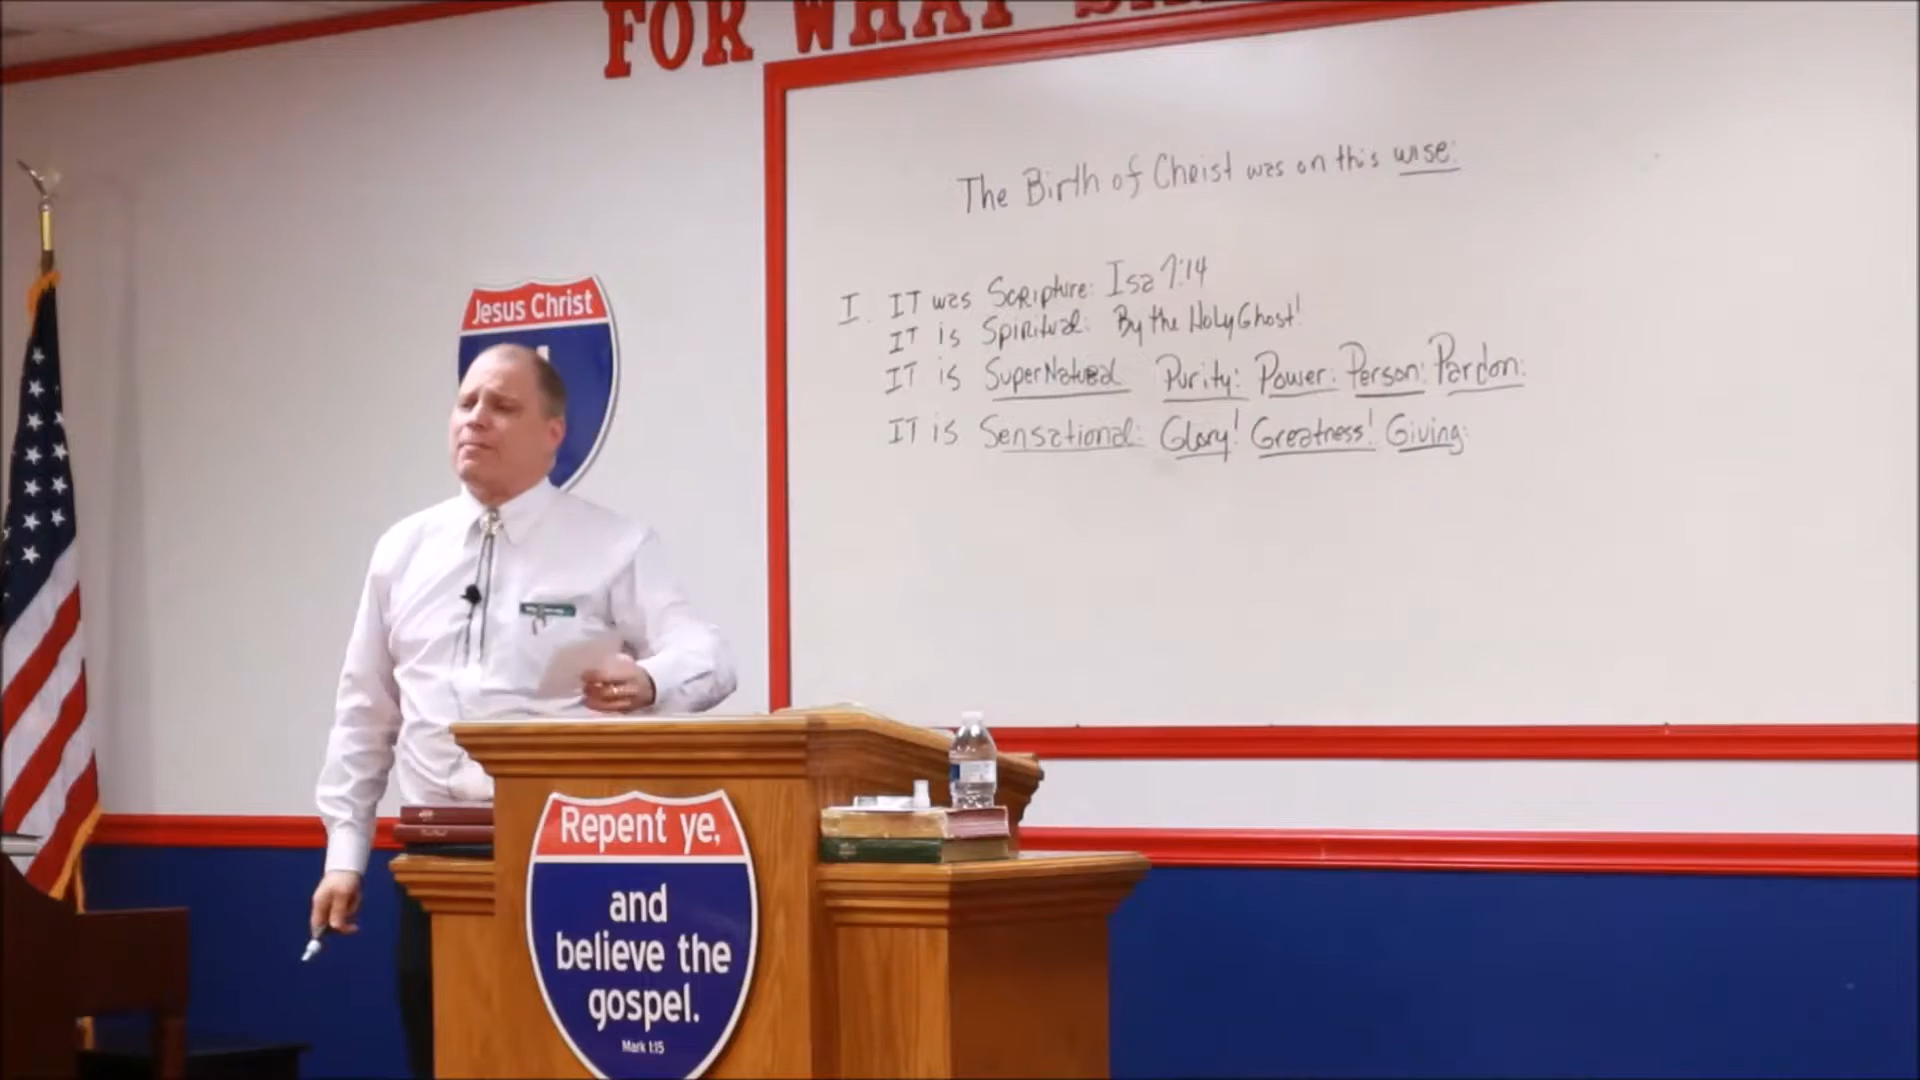 FOR WHAT
The Birth of Christ was on this wise:
I. IT was Scripture: Isa 7:14
IT is Spiritual: By the Holy Ghost!
IT is SuperNatural Purity: Power: Person: Pardon:
IT is Sensational: Glory! Greatness! Giving:
Jesus Christ
Repent ye,
and
believe the
gospel.
Mark 1:15